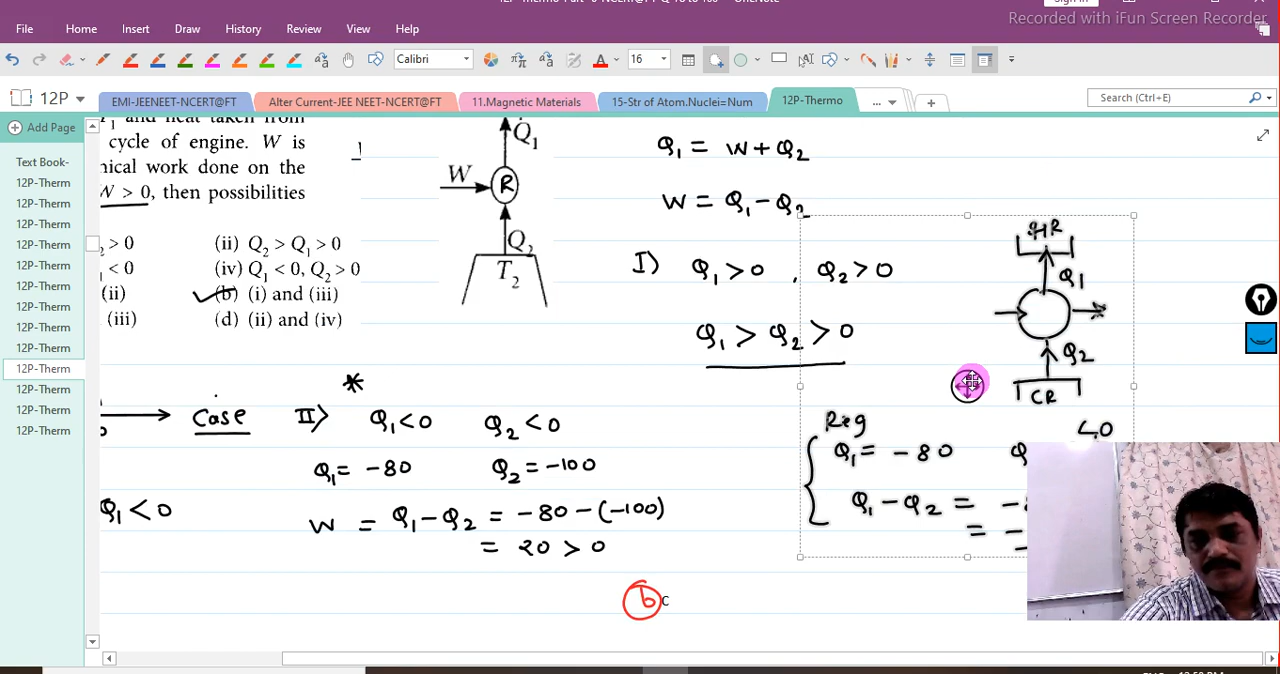 Recorded with iFun Screen Recorder
File Home Insert Draw History Review View Help
Calibri 16
12P EMI-JEENEET-NCERT@FT Alter Current-JEE NEET-NCERT@FT 11.Magnetic Materials 15-Str of Atom.Nuclei=Num 12P-Thermo ... Search (Ctrl+E)
Add Page
Text Book-
12P-Therm
12P-Therm
12P-Therm
12P-Therm
12P-Therm
12P-Therm
12P-Therm
12P-Therm
12P-Therm
12P-Therm
and heat taken from
cycle of engine. W is
nical work done on the
W > 0, then possibilities
> 0 (ii) Q2 > Q1 > 0
< 0 (iv) Q1 < 0, Q2 > 0
(ii) (b) (i) and (iii)
(iii) (d) (ii) and (iv)
Q1
W R
Q2
T2
Q1 = W + Q2
W = Q1 - Q2
I) Q1 > 0 , Q2 > 0
Q1 > Q2 > 0
HR
Q1
Q2
CR
*
Case II) Q1 < 0 Q2 < 0
Q1 = -80 Q2 = -100
Q1 < 0
W = Q1 - Q2 = -80 - (-100)
= 20 > 0
Reg < 0
Q1 = -80
Q1 - Q2 =
= -
b c